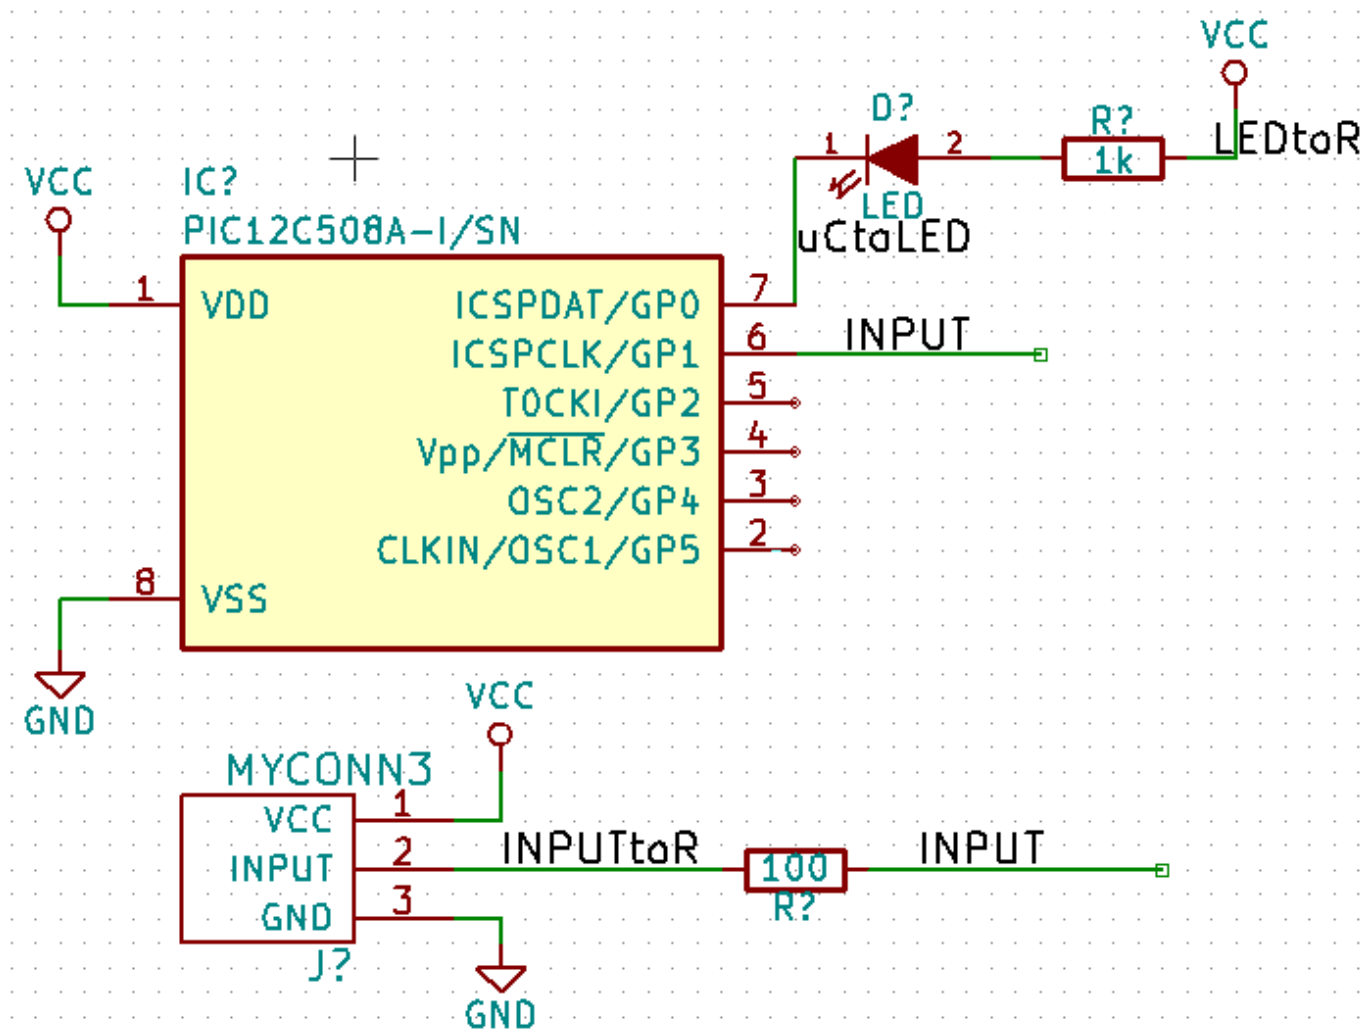 VCC
D?
R?
1
2
1k
LEDtoR
LED
uCtoLED
VCC
IC?
PIC12C508A-I/SN
1
VDD
ICSPDAT/GP0
7
ICSPCLK/GP1
6
INPUT
T0CKI/GP2
5
Vpp/MCLR/GP3
4
OSC2/GP4
3
CLKIN/OSC1/GP5
2
8
VSS
GND
VCC
MYCONN3
VCC
1
INPUT
2
INPUTtoR
100
R?
INPUT
GND
3
J?
GND